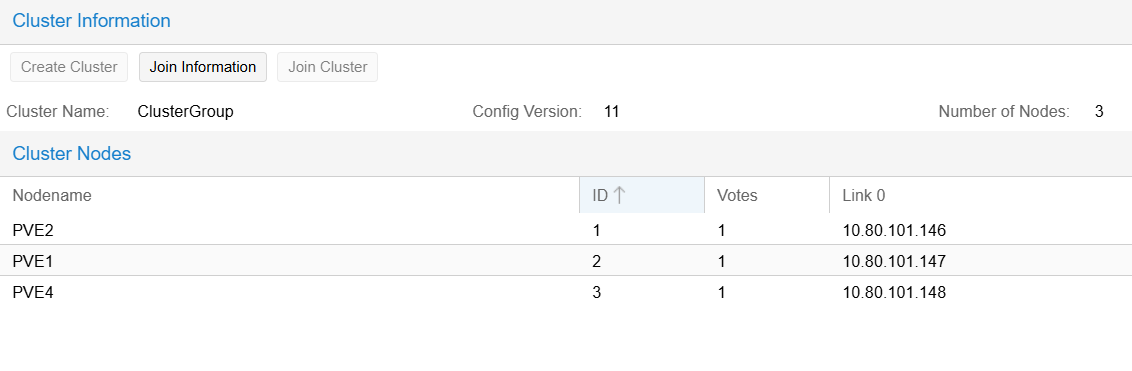 Cluster Information
Create Cluster Join Information Join Cluster
Cluster Name: ClusterGroup Config Version: 11 Number of Nodes: 3
Cluster Nodes
Nodename ID ↑ Votes Link 0
PVE2 1 1 10.80.101.146
PVE1 2 1 10.80.101.147
PVE4 3 1 10.80.101.148